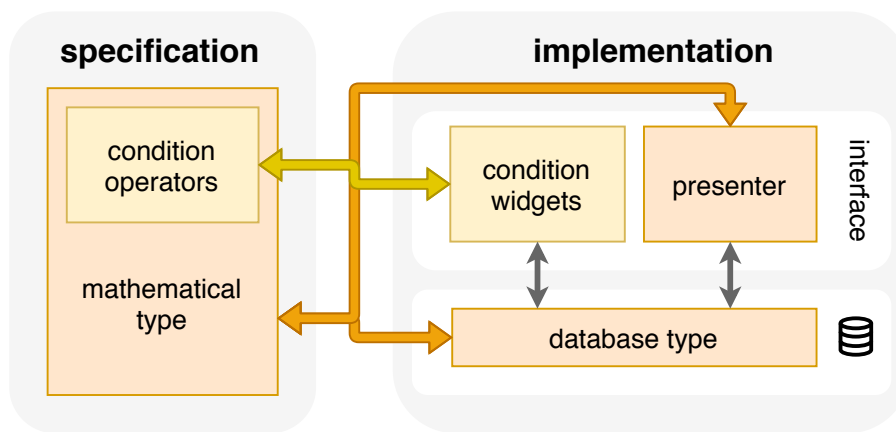 specification
implementation
condition
operators
mathematical
type
condition
widgets
presenter
interface
database type